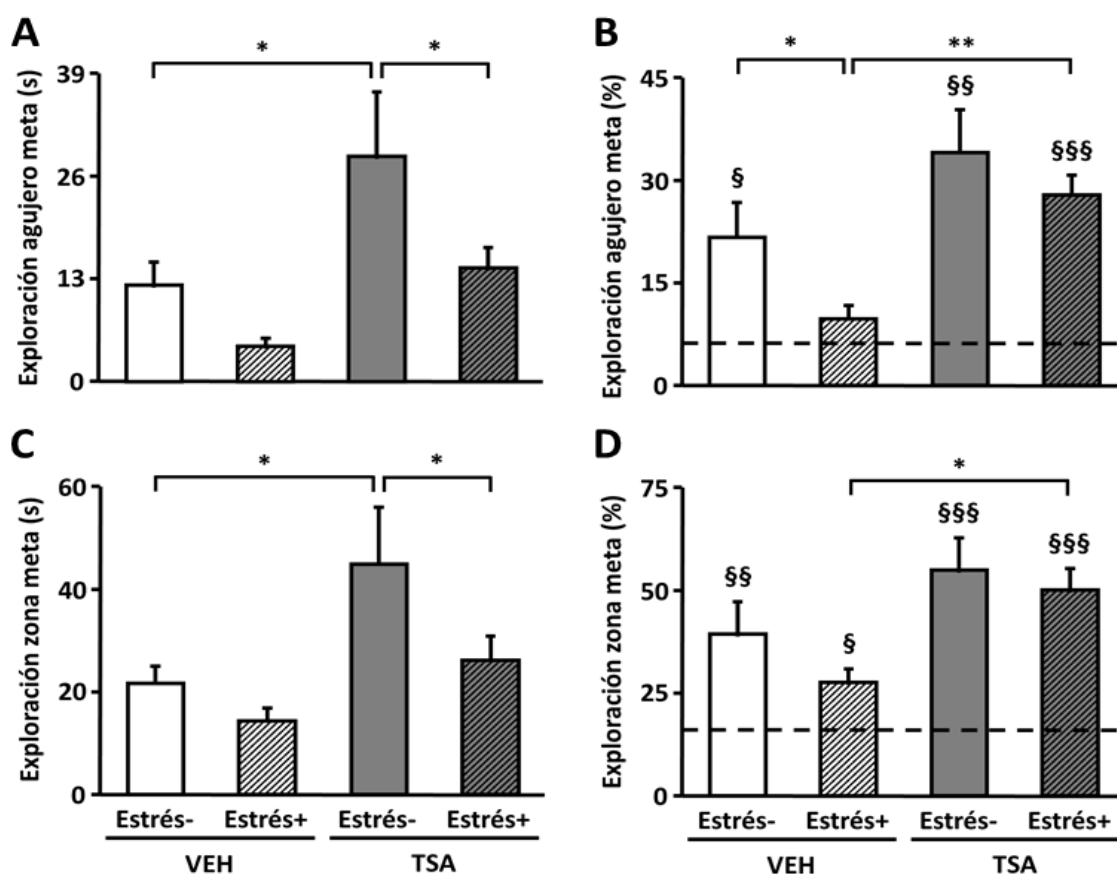 A
Exploración agujero meta (s)
39
26
13
0
*
*
B
Exploración agujero meta (%)
45
30
15
0
*
**
§
§§
§§§
C
Exploración zona meta (s)
60
40
20
0
*
*
Estrés- Estrés+ Estrés- Estrés+
VEH TSA
D
Exploración zona meta (%)
75
50
25
0
*
§§
§
§§§
§§§
Estrés- Estrés+ Estrés- Estrés+
VEH TSA